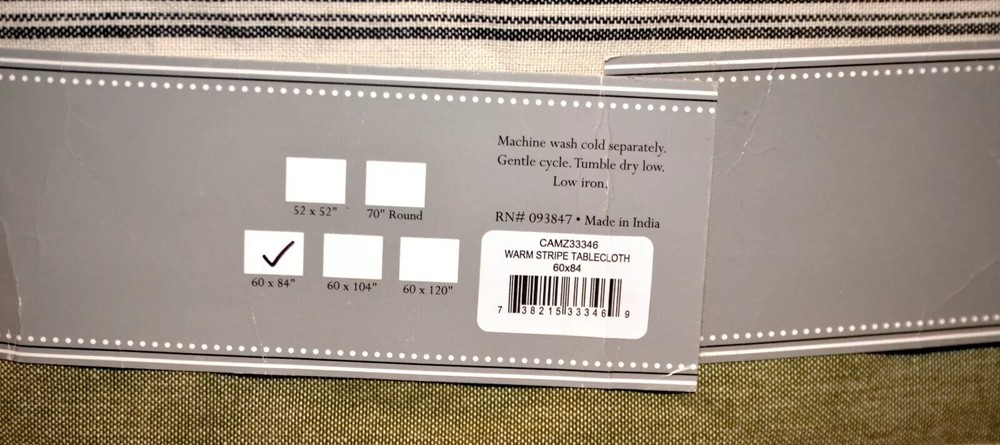 Machine wash cold separately.
Gentle cycle. Tumble dry low.
Low iron.
52 x 52"
70" Round
RN# 093847 • Made in India
60 x 84"
60 x 104"
60 x 120"
CAMZ33346
WARM STRIPE TABLECLOTH
60x84
7 38215 33346 9